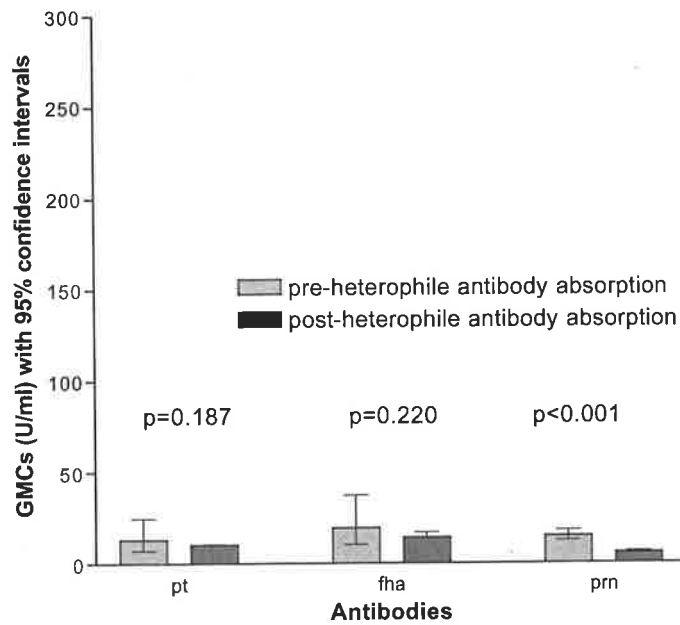 300
250
200
150
100
50
0
GMCs (U/ml) with 95% confidence intervals
pre-heterophile antibody absorption
post-heterophile antibody absorption
p=0.187 p=0.220 p<0.001
pt fha prn
Antibodies